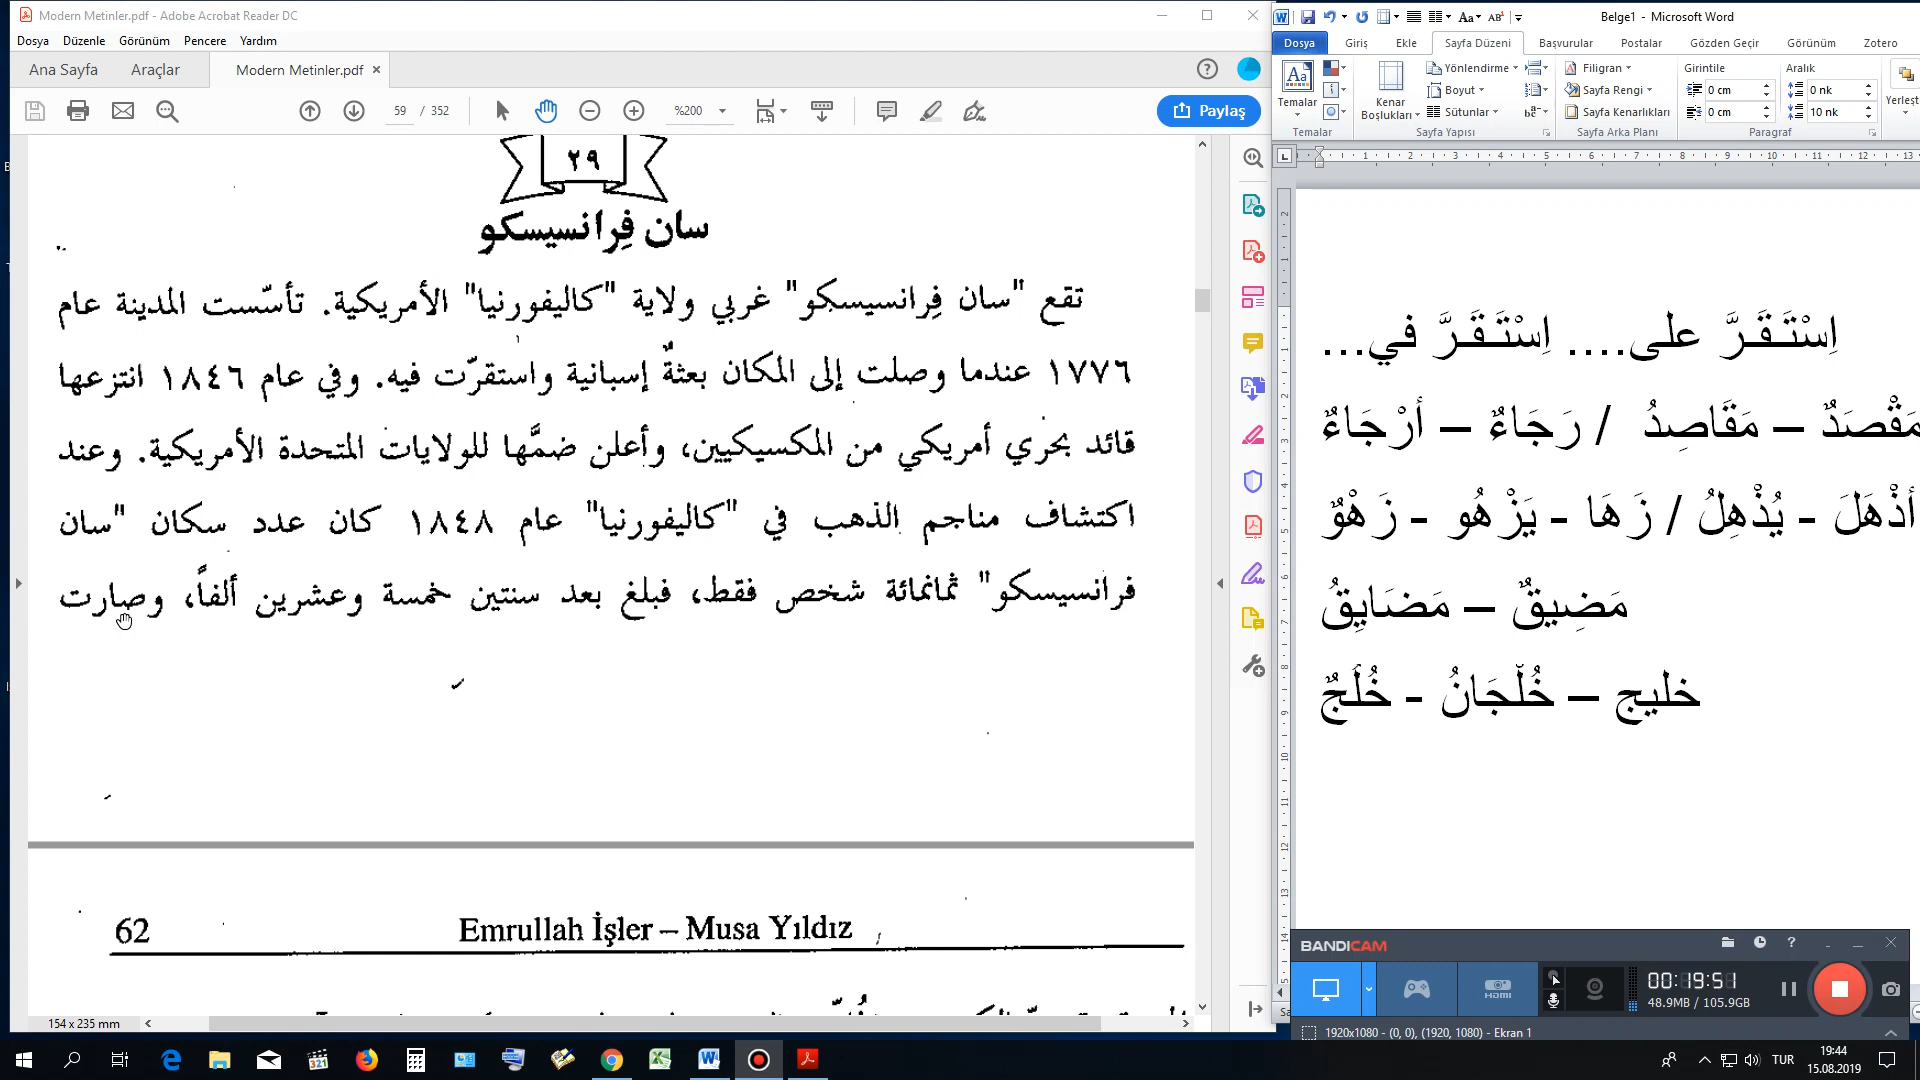 Modern Metinler.pdf - Adobe Acrobat Reader DC
Dosya Düzenle Görünüm Pencere Yardım
Ana Sayfa Araçlar Modern Metinler.pdf ×
59 / 352 %200 Paylaş
٢٩
سان فِرانسيسكو
تقع "سان فِرانسيسكو" غربي ولاية "كاليفورنيا" الأمريكية. تأسّست المدينة عام
١٧٧٦ عندما وصلت إلى المكان بعثةٌ إسبانية واستقرّت فيه. وفي عام ١٨٤٦ انتزعها
قائد بحري أمريكي من المكسيكيين، وأعلن ضمَّها للولايات المتحدة الأمريكية. وعند
اكتشاف مناجم الذهب في "كاليفورنيا" عام ١٨٤٨ كان عدد سكان "سان
فرانسيسكو" ثمانمائة شخص فقط، فبلغ بعد سنتين خمسة وعشرين ألفاً، وصارت
62 Emrullah İşler – Musa Yıldız
154 x 235 mm
Belge1 - Microsoft Word
Dosya Giriş Ekle Sayfa Düzeni Başvurular Postalar Gözden Geçir Görünüm Zotero
Temalar
Kenar Boşlukları
Yönlendirme
Boyut
Sütunlar
Filigran
Sayfa Rengi
Sayfa Kenarlıkları
Girintile Aralık
0 cm 0 nk
0 cm 10 nk
Yerleşt
Temalar Sayfa Yapısı Sayfa Arka Planı Paragraf
اِسْتَـقَـرَّ على.... اِسْتَـقَـرَّ في...
مَقْصَدٌ – مَقَاصِدُ / رَجَاءٌ – أرْجَاءٌ
أذْهَلَ - يُذْهِلُ / زَهَا - يَزْهُو - زَهْوٌ
مَضِيقٌ – مَضَايِقُ
خليج – خُلْجَانُ - خُلُجٌ
BANDICAM
HDMI
00:19:51
48.9MB / 105.9GB
1920x1080 - (0, 0), (1920, 1080) - Ekran 1
TUR
19:44
15.08.2019